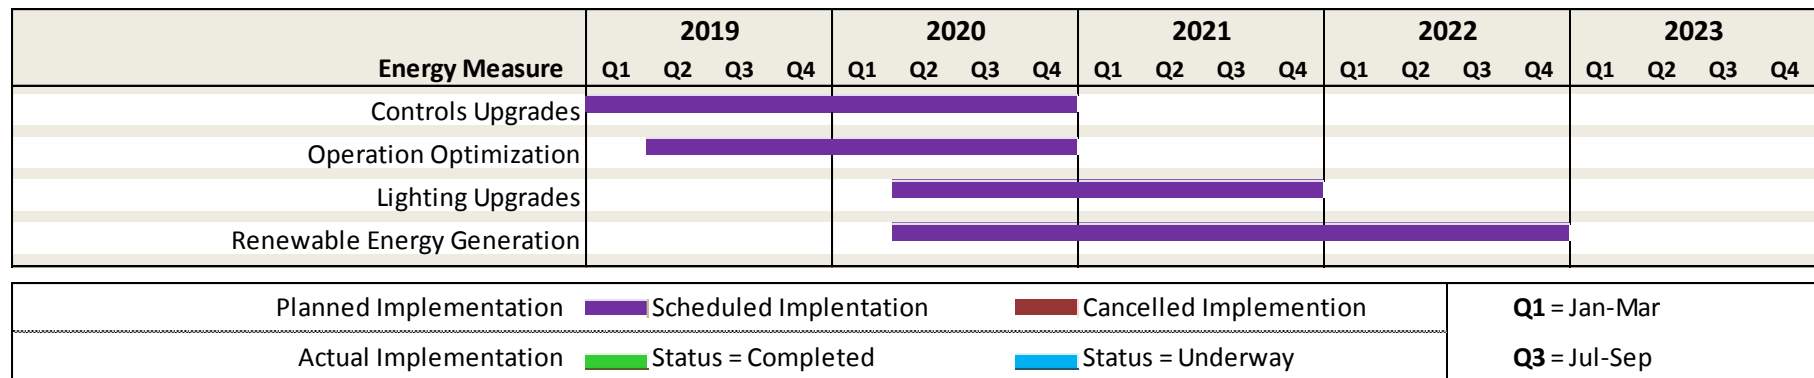 2019 2020 2021 2022 2023
Energy Measure Q1 Q2 Q3 Q4 Q1 Q2 Q3 Q4 Q1 Q2 Q3 Q4 Q1 Q2 Q3 Q4 Q1 Q2 Q3 Q4
Controls Upgrades
Operation Optimization
Lighting Upgrades
Renewable Energy Generation
Planned Implementation Scheduled Implentation Cancelled Implemention Q1 = Jan-Mar
Actual Implementation Status = Completed Status = Underway Q3 = Jul-Sep